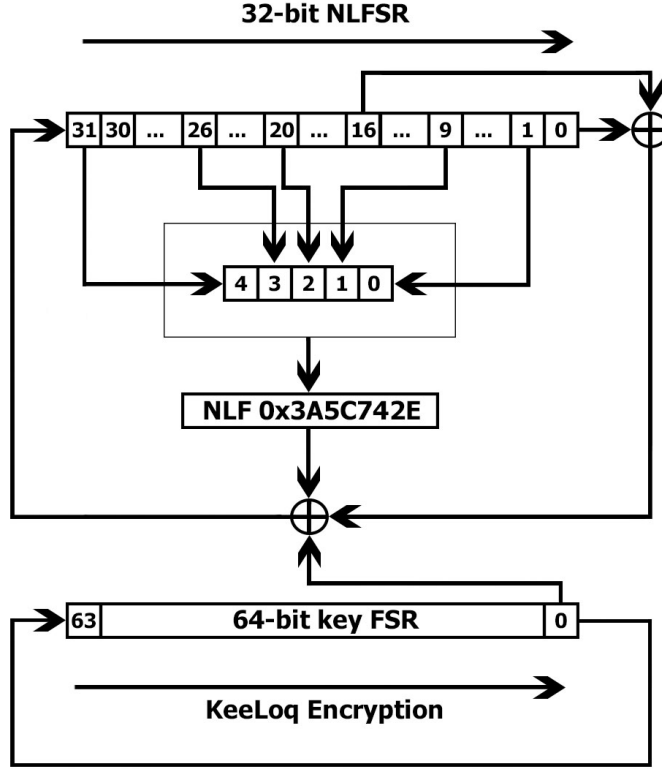 32-bit NLFSR
31 30 ... 26 ... 20 ... 16 ... 9 ... 1 0
4 3 2 1 0
NLF 0x3A5C742E
63 64-bit key FSR 0
KeeLoq Encryption